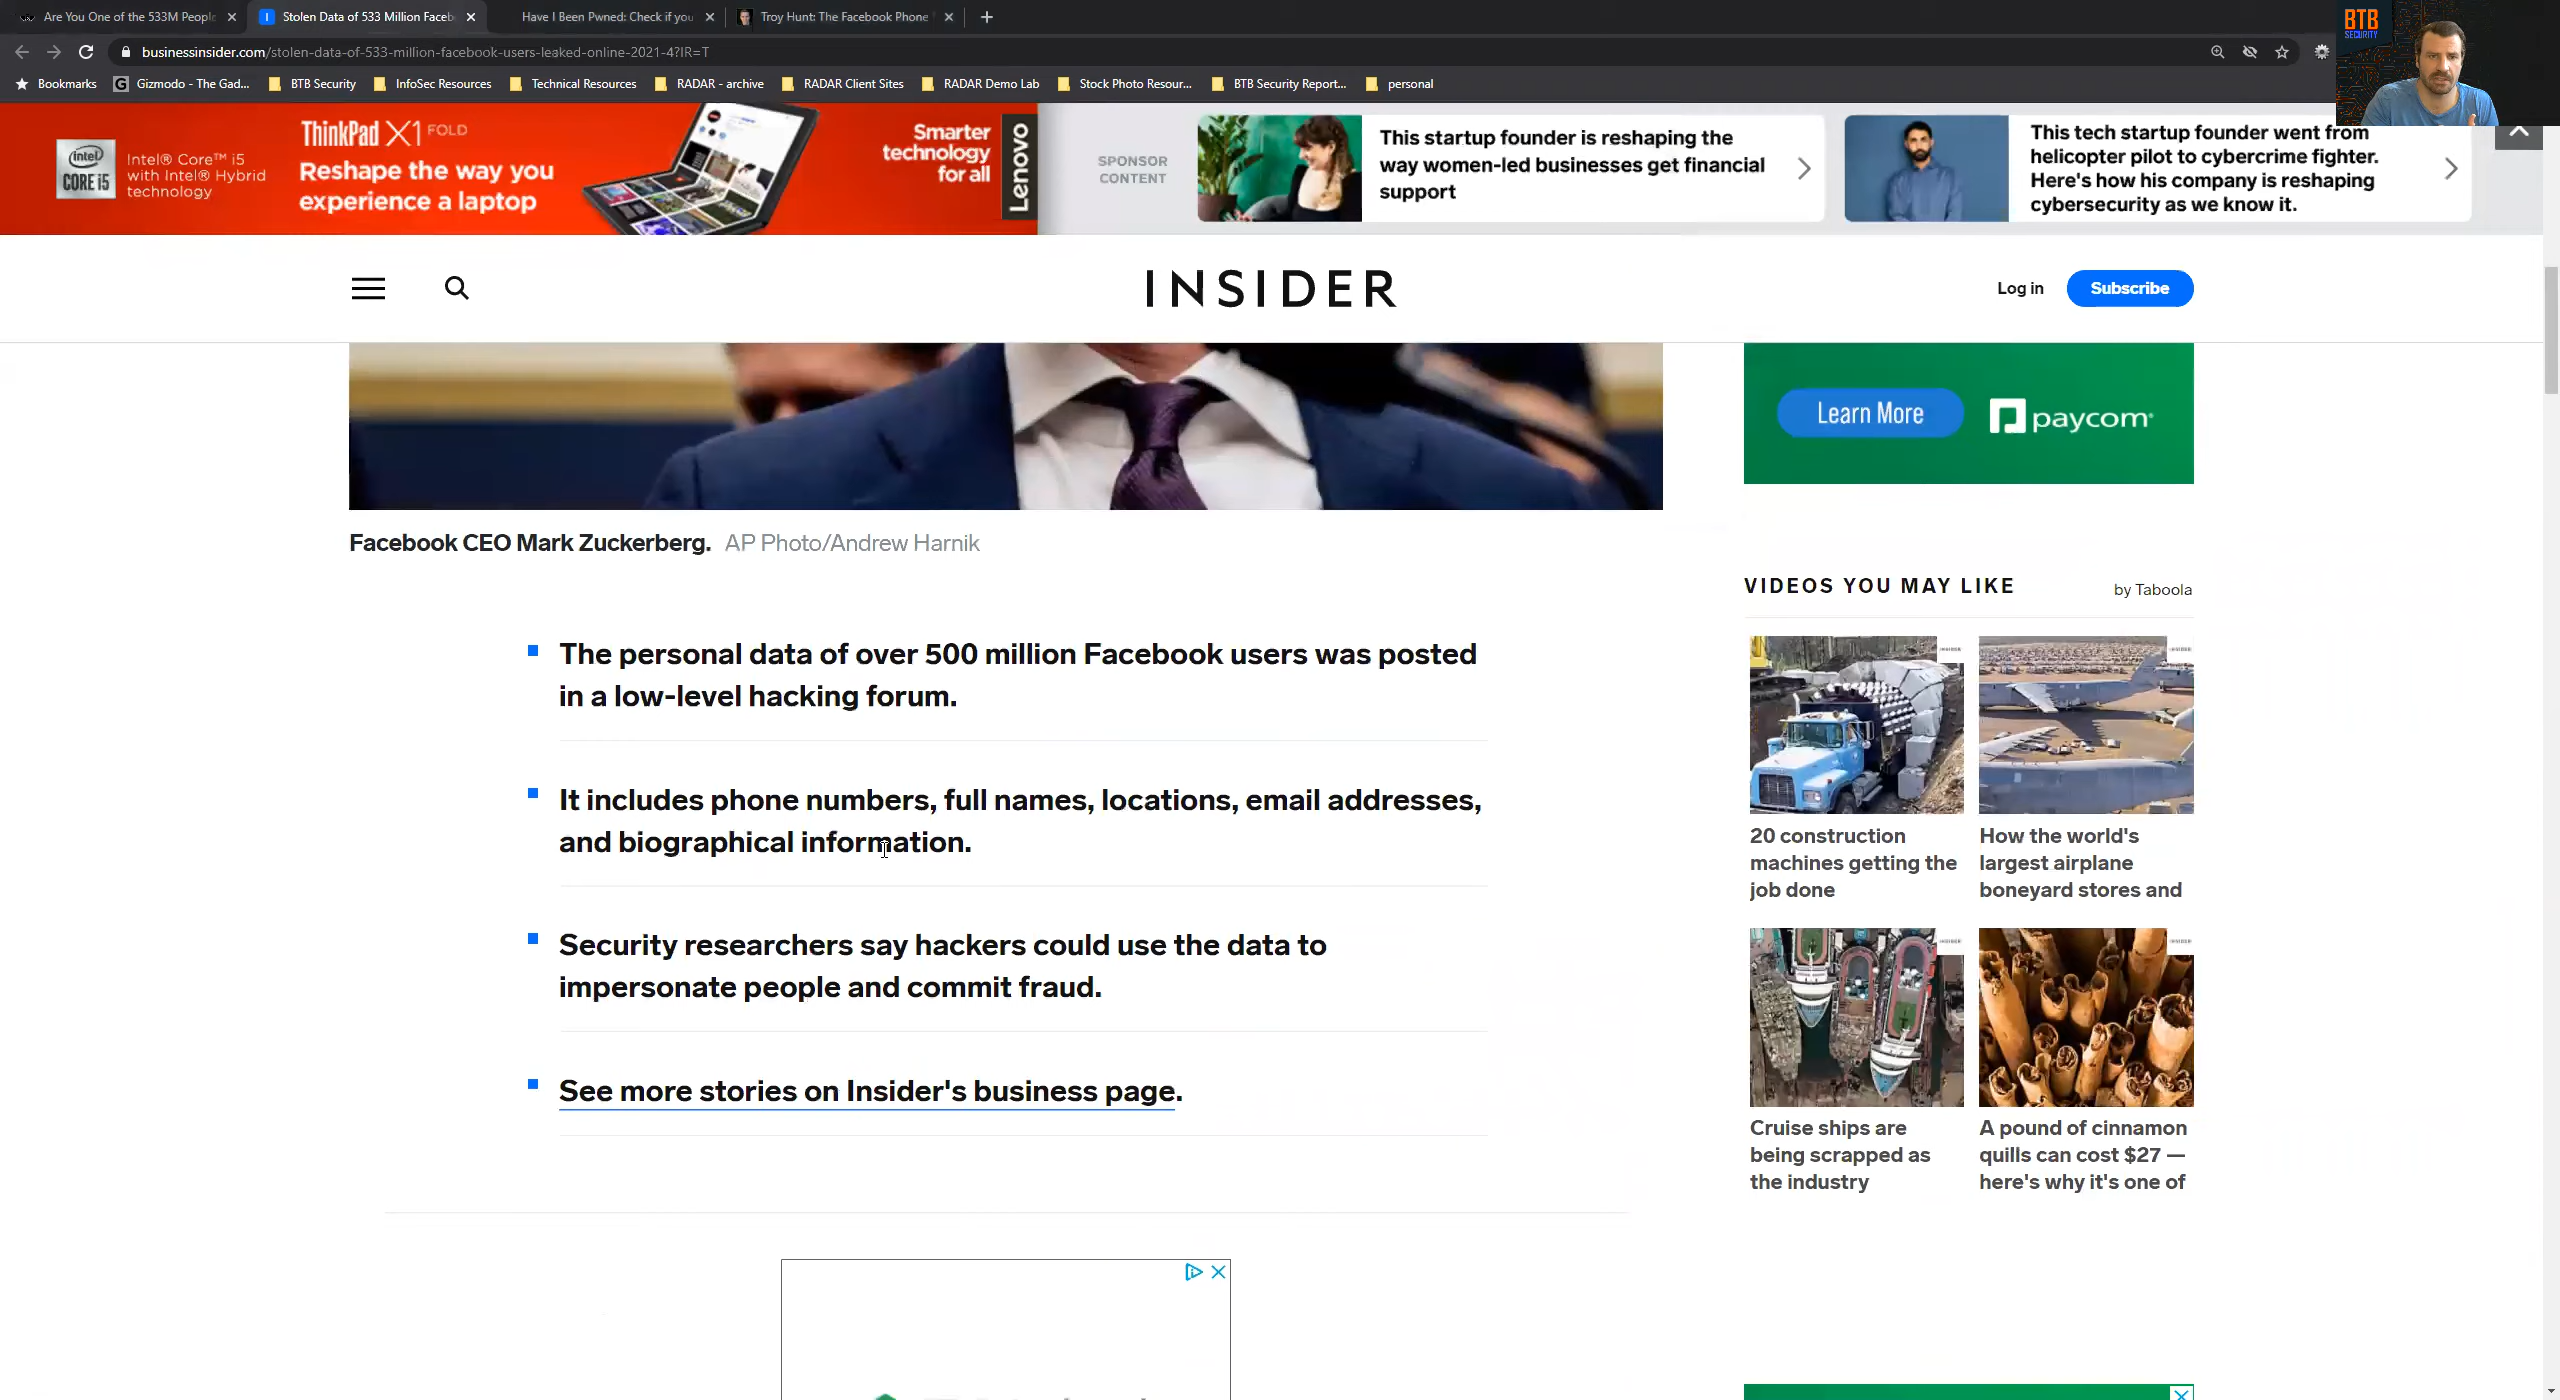 Are You One of the 533M Peopl
Stolen Data of 533 Million Faceb
Have I Been Pwned: Check if you
Troy Hunt: The Facebook Phone
businessinsider.com/stolen-data-of-533-million-facebook-users-leaked-online-2021-4?IR=T
Bookmarks
Gizmodo - The Gad...
BTB Security
InfoSec Resources
Technical Resources
RADAR - archive
RADAR Client Sites
RADAR Demo Lab
Stock Photo Resour...
BTB Security Report...
personal
BTB
SECURITY
intel
CORE i5
Intel® Core™ i5
with Intel® Hybrid
technology
ThinkPad X1 FOLD
Reshape the way you
experience a laptop
Smarter
technology
for all
Lenovo
SPONSOR
CONTENT
This startup founder is reshaping the
way women-led businesses get financial
support
This tech startup founder went from
helicopter pilot to cybercrime fighter.
Here's how his company is reshaping
cybersecurity as we know it.
INSIDER
Log in
Subscribe
Learn More
paycom
Facebook CEO Mark Zuckerberg. AP Photo/Andrew Harnik
The personal data of over 500 million Facebook users was posted
in a low-level hacking forum.
It includes phone numbers, full names, locations, email addresses,
and biographical information.
Security researchers say hackers could use the data to
impersonate people and commit fraud.
See more stories on Insider's business page.
VIDEOS YOU MAY LIKE
by Taboola
20 construction
machines getting the
job done
How the world's
largest airplane
boneyard stores and
Cruise ships are
being scrapped as
the industry
A pound of cinnamon
quills can cost $27 —
here's why it's one of